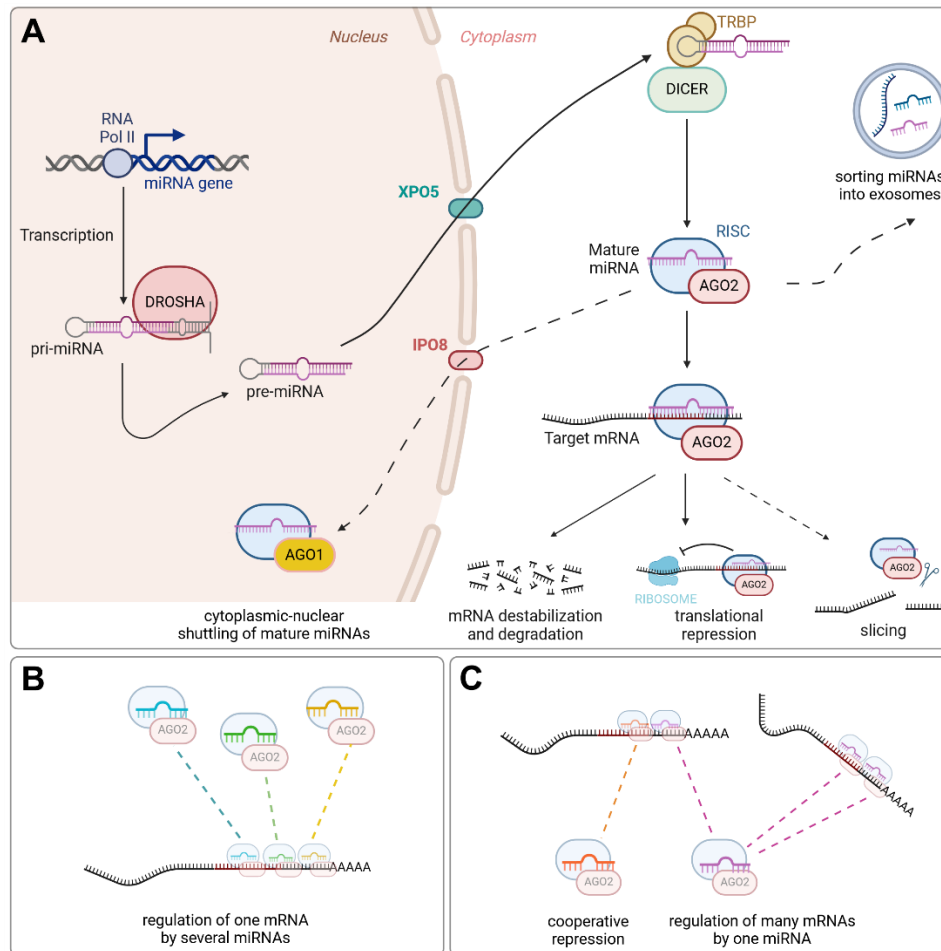 A
Nucleus
Cytoplasm
TRBP
DICER
RNA
Pol II
miRNA gene
sorting miRNAs
into exosomes
XPO5
Transcription
RISC
Mature
miRNA
AGO2
DROSHA
pri-miRNA
IPO8
pre-miRNA
Target mRNA
AGO2
AGO1
AGO2
RIBOSOME
AGO2
cytoplasmic-nuclear
shuttling of mature miRNAs
mRNA destabilization
and degradation
translational
repression
slicing
B
AGO2
AGO2
AGO2
AAAAA
regulation of one mRNA
by several miRNAs
C
AAAAA
AAAAA
AGO2
AGO2
cooperative
repression
regulation of many mRNAs
by one miRNA